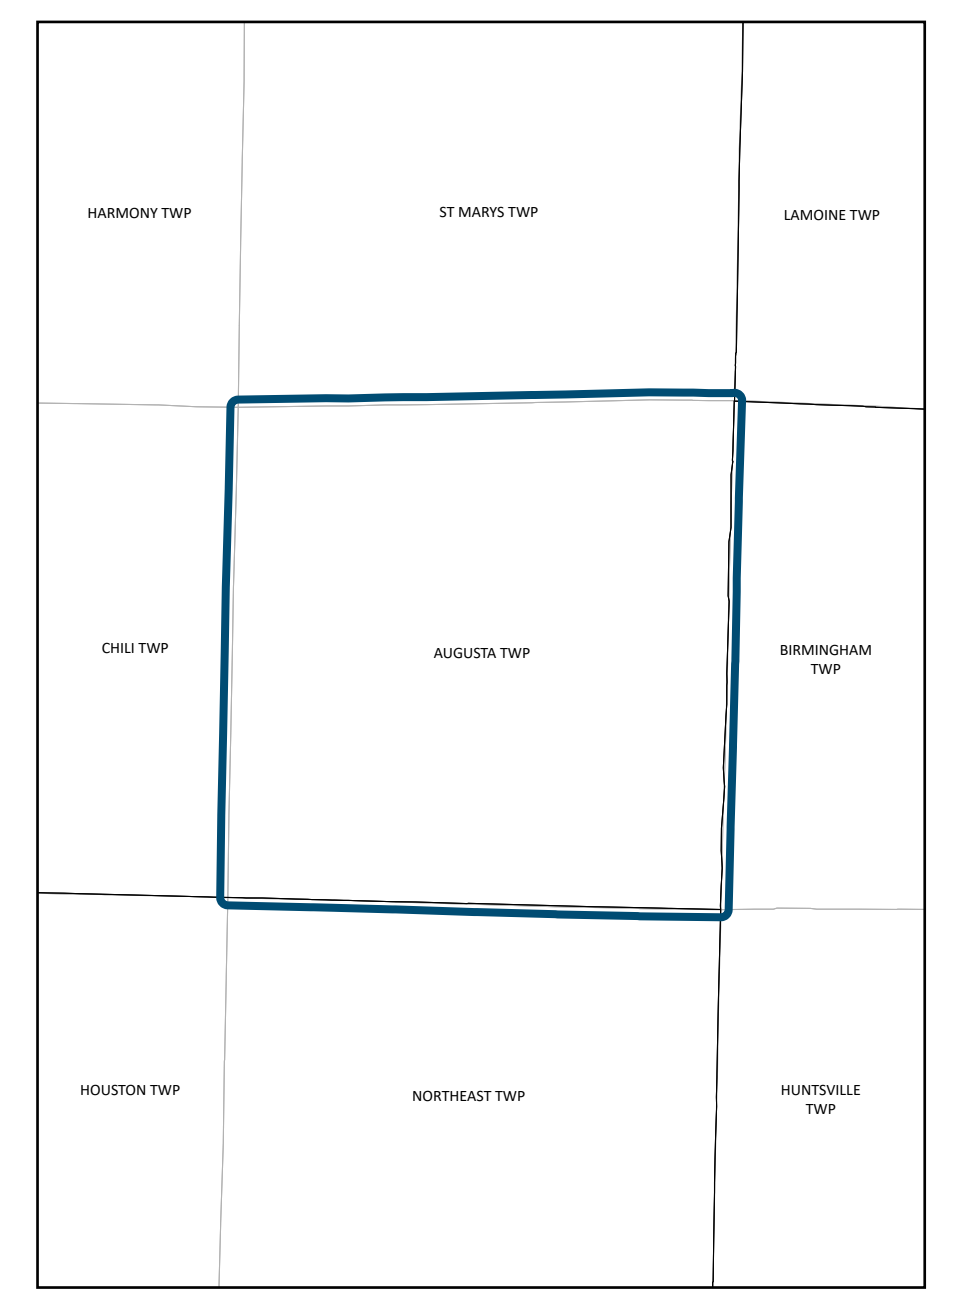 HARMONY TWP
ST MARYS TWP
LAMOINE TWP
CHILI TWP
AUGUSTA TWP
BIRMINGHAM
TWP
HOUSTON TWP
NORTHEAST TWP
HUNTSVILLE
TWP